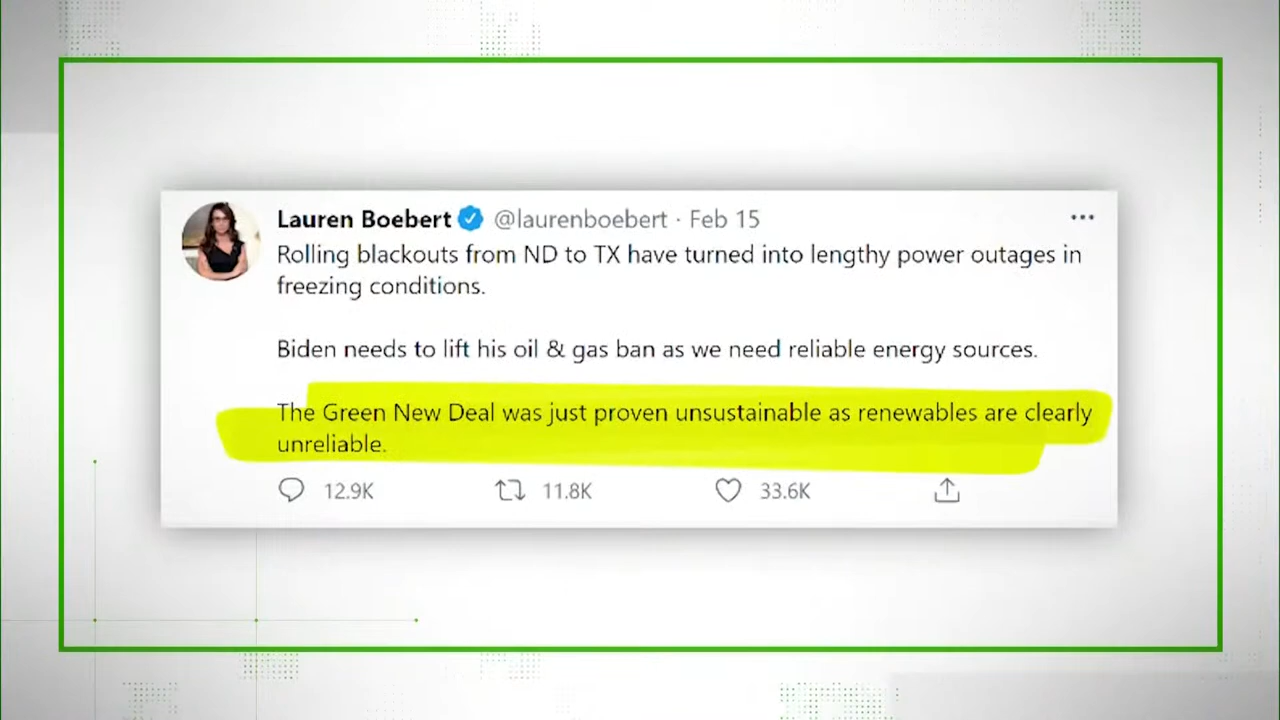 Lauren Boebert @laurenboebert · Feb 15
Rolling blackouts from ND to TX have turned into lengthy power outages in
freezing conditions.
Biden needs to lift his oil & gas ban as we need reliable energy sources.
The Green New Deal was just proven unsustainable as renewables are clearly
unreliable.
12.9K 11.8K 33.6K